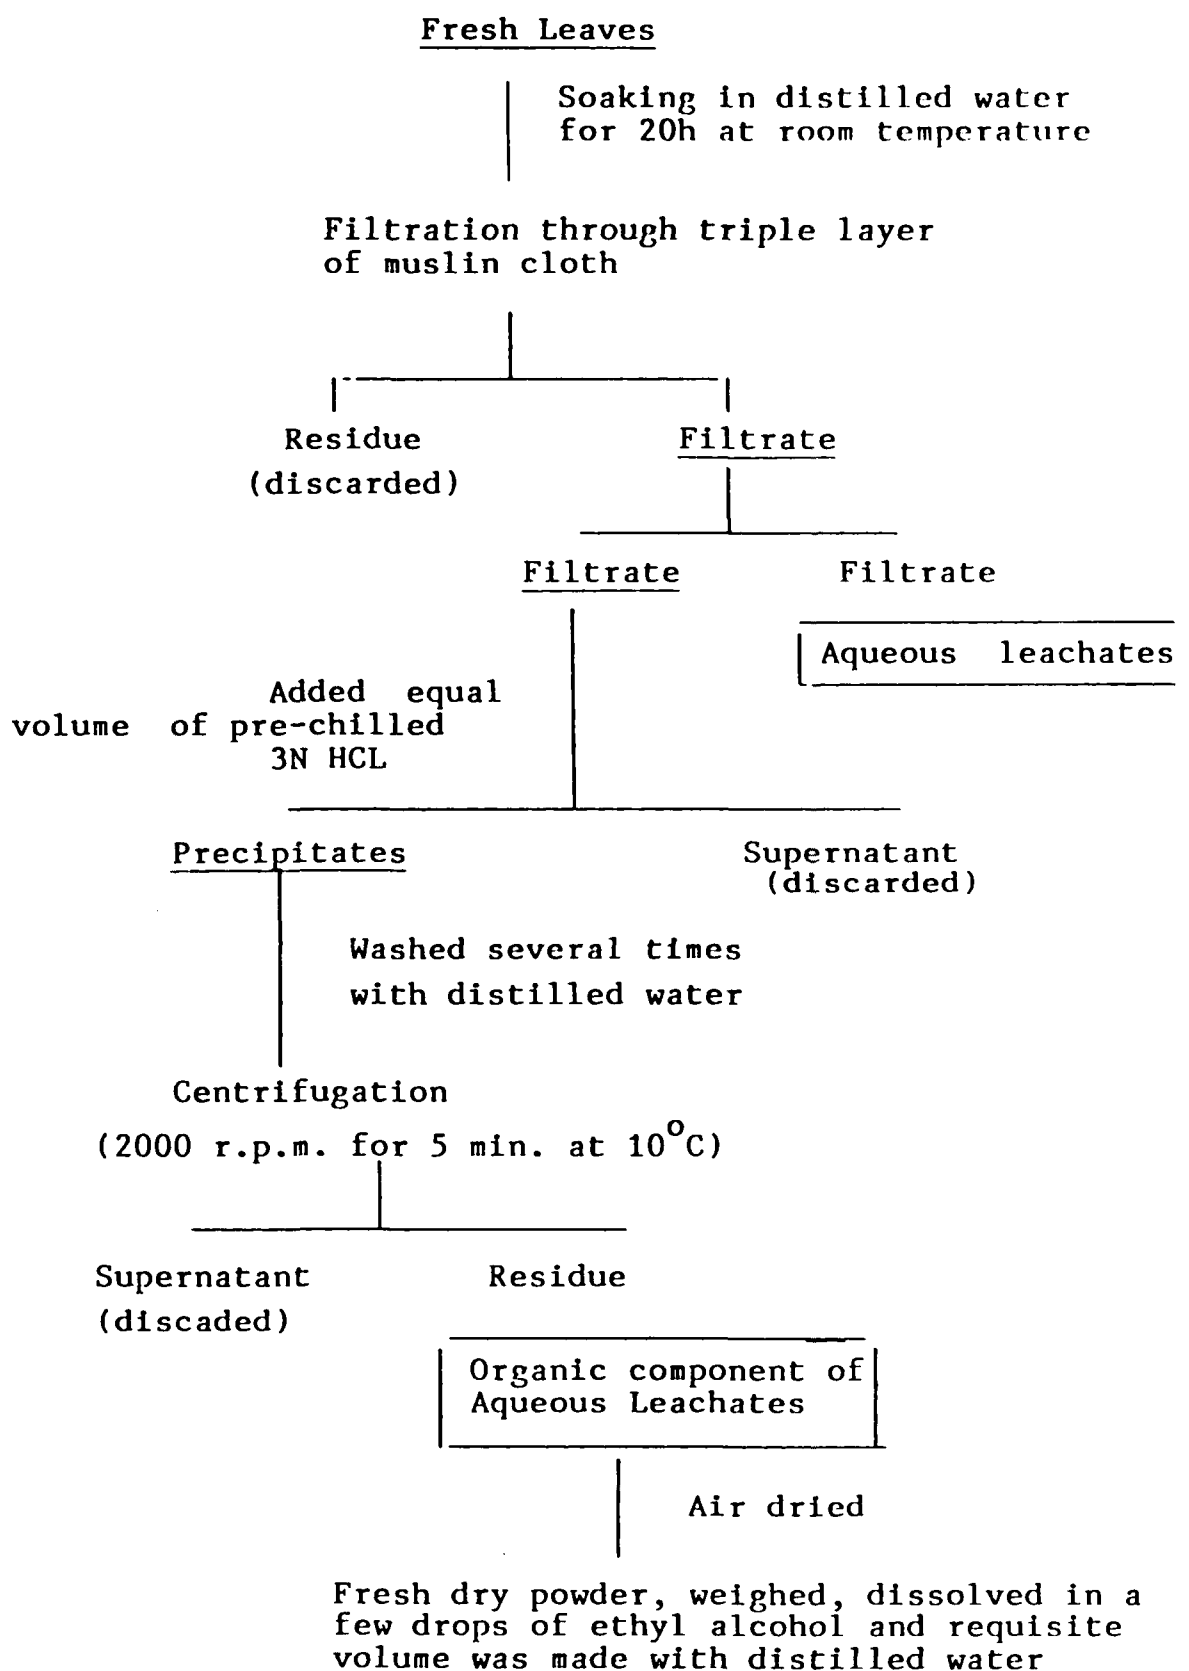 Fresh Leaves
Soaking in distilled water
for 20h at room temperature
Filtration through triple layer
of muslin cloth
Residue
(discarded)
Filtrate
Filtrate
Filtrate
Aqueous leachates
Added equal
volume of pre-chilled
3N HCL
Precipitates
Supernatant
(discarded)
Washed several times
with distilled water
Centrifugation
(2000 r.p.m. for 5 min. at 10°C)
Supernatant
(discaded)
Residue
Organic component of
Aqueous Leachates
Air dried
Fresh dry powder, weighed, dissolved in a
few drops of ethyl alcohol and requisite
volume was made with distilled water